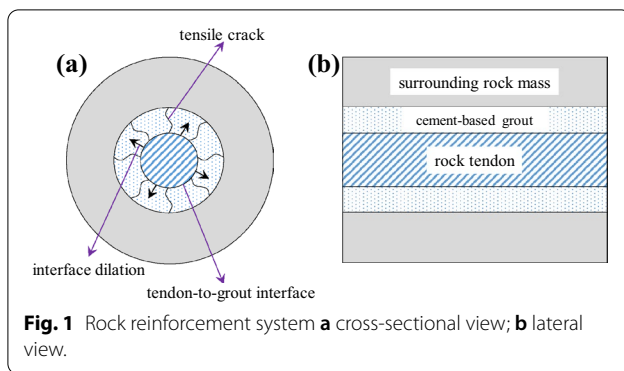 tensile crack
(a)
interface dilation
tendon-to-grout interface
(b)
surrounding rock mass
cement-based grout
rock tendon
Fig. 1 Rock reinforcement system a cross-sectional view; b lateral
view.